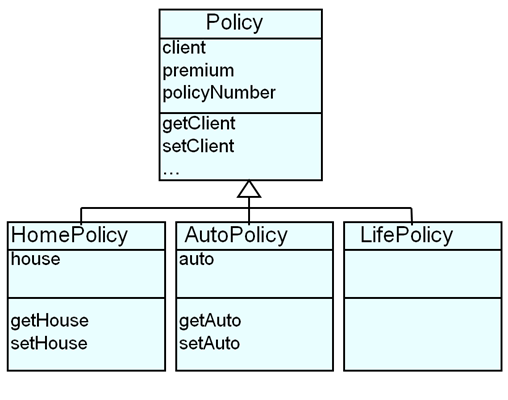 Policy
client
premium
policyNumber
getClient
setClient
...
HomePolicy
house
getHouse
setHouse
AutoPolicy
auto
getAuto
setAuto
LifePolicy